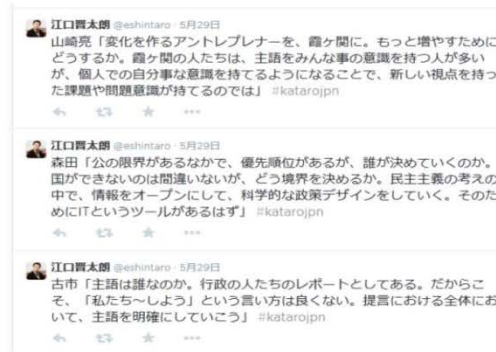 江口晋太朗 @eshintaro · 5月29日
山崎亮「変化を作るアントレプレナーを、霞ヶ関に。もっと増やすために
どうするか。霞ヶ関の人たちは、主語をみんな事の意識を持つ人が多い
が、個人での自分事な意識を持てるようになることで、新しい視点を持っ
た課題や問題意識が持てるのでは」 #katarojpn
江口晋太朗 @eshintaro · 5月29日
森田「公の限界があるなかで、優先順位があるが、誰が決めていくのか。
国ができないのは間違いないが、どう境界を決めるか。民主主義の考えの
中で、情報をオープンにして、科学的な政策デザインをしていく。そのた
めにITというツールがあるはず」 #katarojpn
江口晋太朗 @eshintaro · 5月29日
古市「主語は誰なのか。行政の人たちのレポートとしてある。だからこ
そ、「私たち~しよう」という言い方は良くない。提言における全体にお
いて、主語を明確にしていこう」 #katarojpn